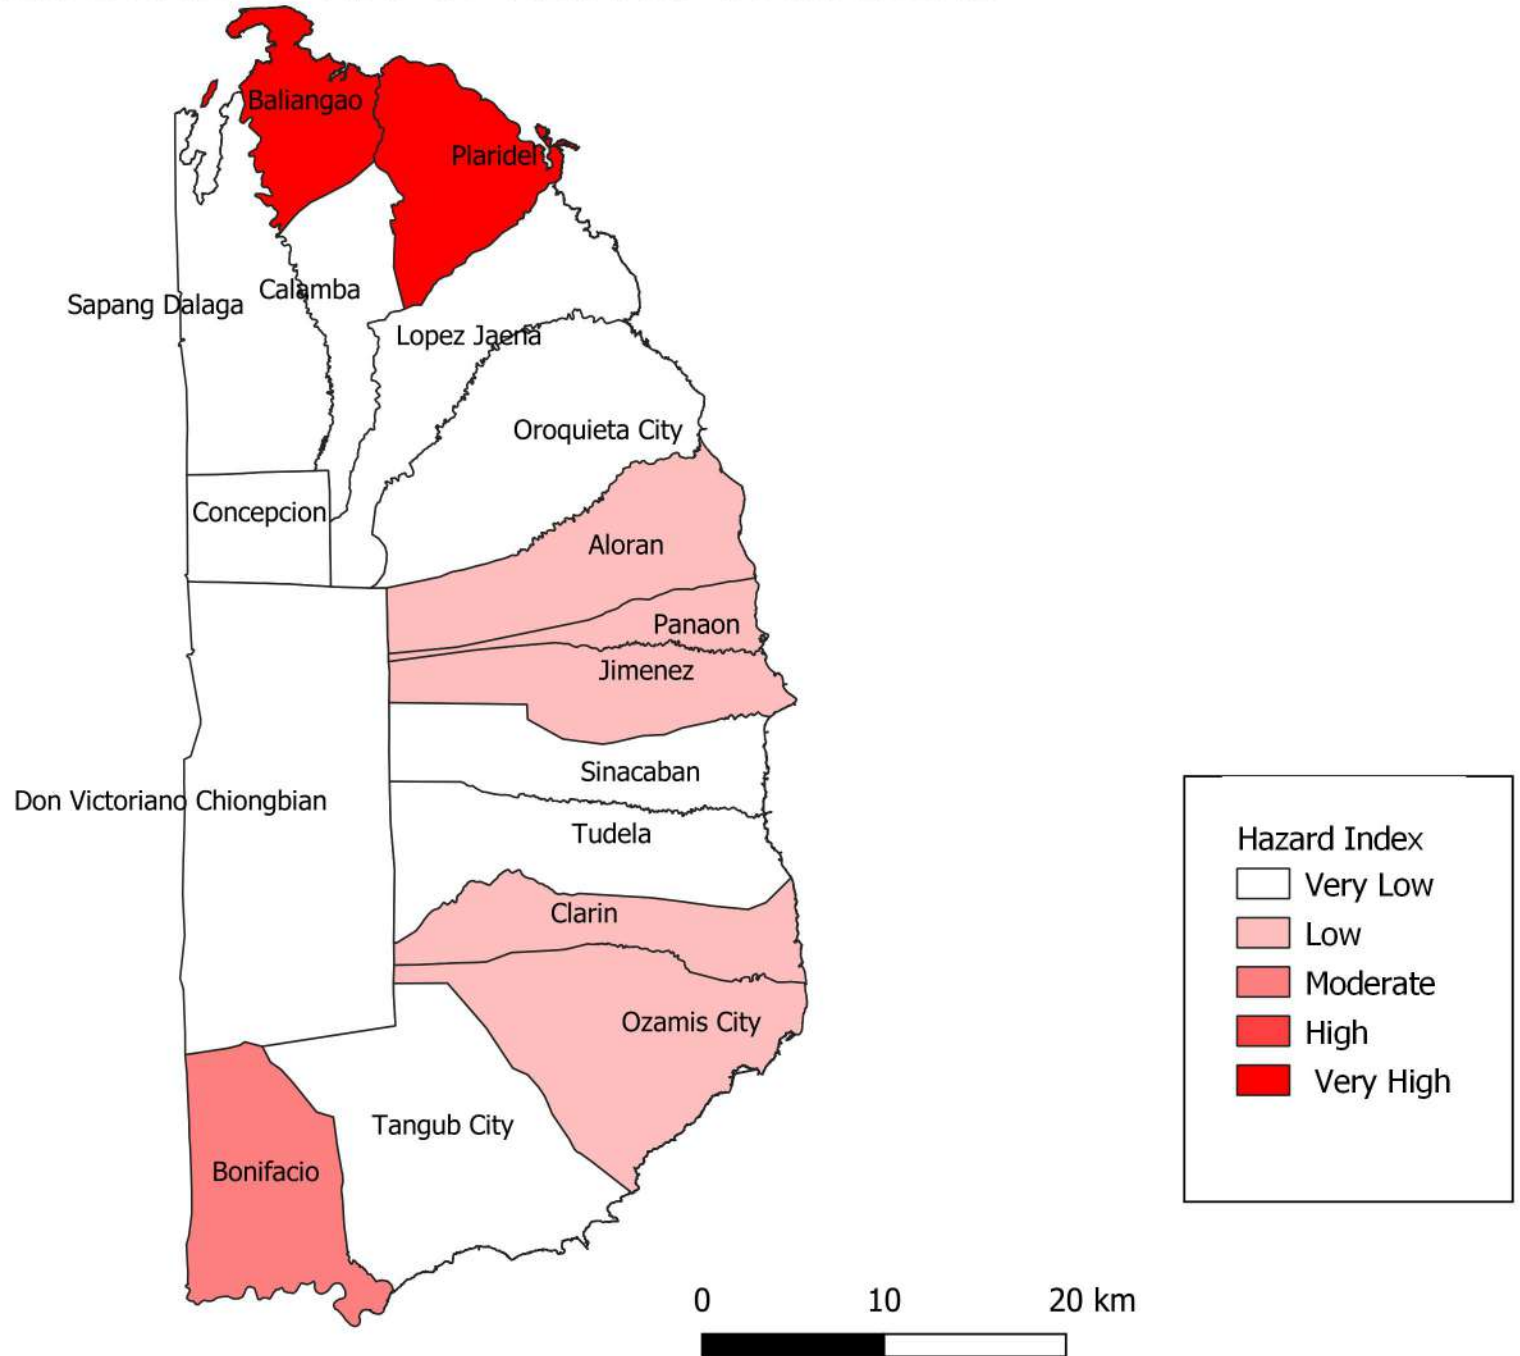 Baliangao
Plaridel
Calamba
Sapang Dalaga
Lopez Jaena
Oroquieta City
Concepcion
Aloran
Panaon
Jimenez
Sinacaban
Don Victoriano Chiongbian
Tudela
Clarin
Ozamis City
Tangub City
Bonifacio
Hazard Index
Very Low
Low
Moderate
High
Very High
0 10 20 km